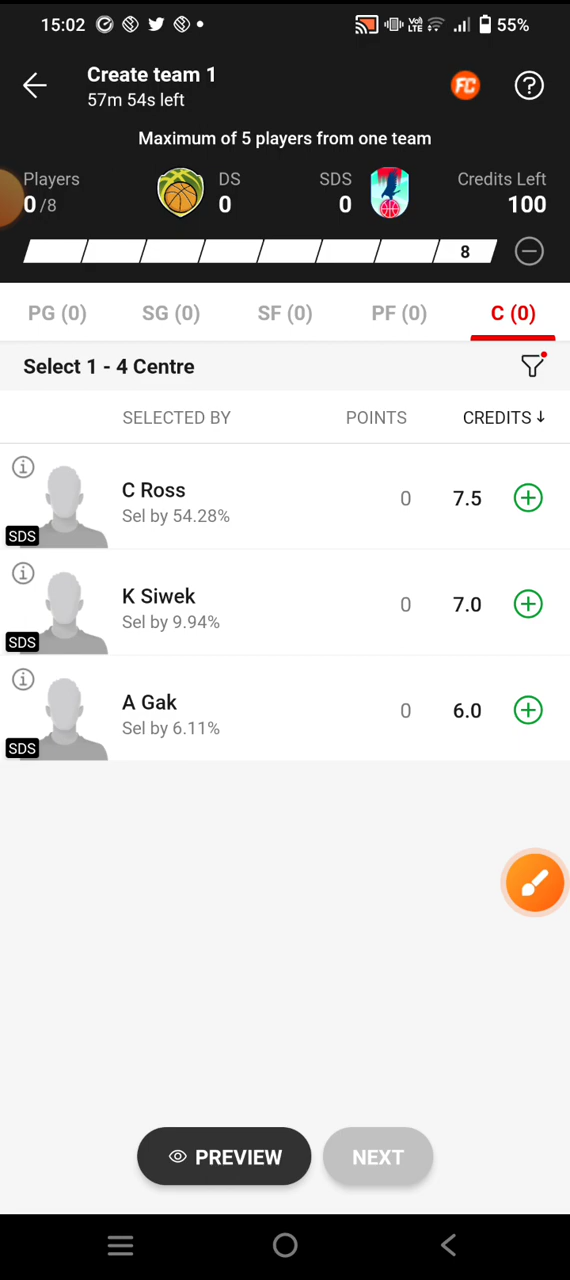 15:02 Vo) LTE 55%
Create team 1
57m 54s left
FC
Maximum of 5 players from one team
Players DS SDS Credits Left
0/8 0 0 100
8
PG (0) SG (0) SF (0) PF (0) C (0)
Select 1 - 4 Centre
SELECTED BY POINTS CREDITS ↓
C Ross 0 7.5
Sel by 54.28%
SDS
K Siwek 0 7.0
Sel by 9.94%
SDS
A Gak 0 6.0
Sel by 6.11%
SDS
PREVIEW NEXT